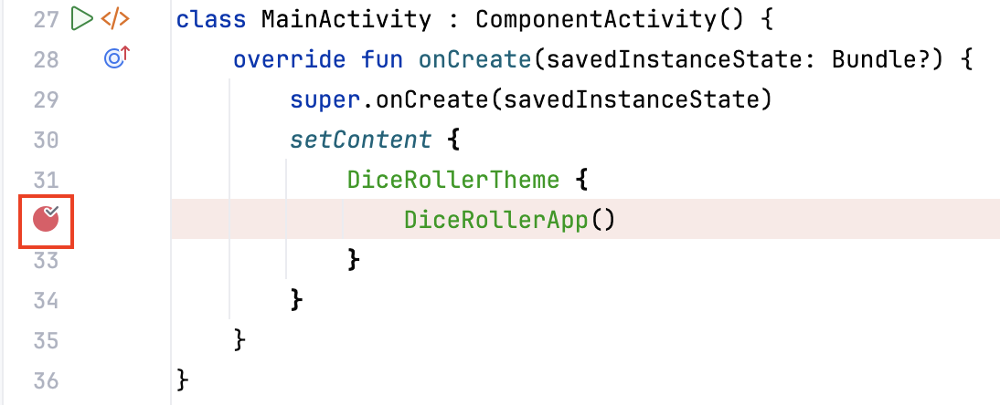 27 </> class MainActivity : ComponentActivity() {
28 override fun onCreate(savedInstanceState: Bundle?) {
29 super.onCreate(savedInstanceState)
30 setContent {
31 DiceRollerTheme {
DiceRollerApp()
33 }
34 }
35 }
36 }